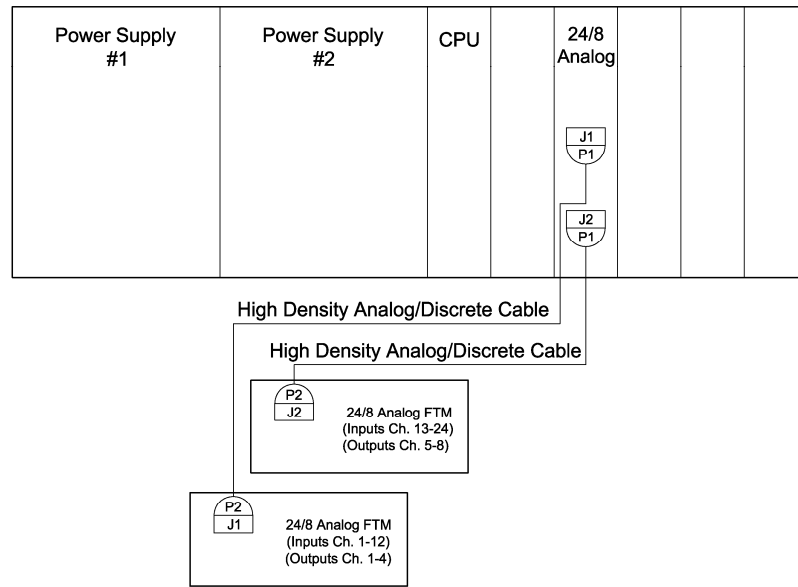 Power Supply
#1
Power Supply
#2
CPU
24/8
Analog
J1
P1
J2
P1
High Density Analog/Discrete Cable
High Density Analog/Discrete Cable
P2
J2
24/8 Analog FTM
(Inputs Ch. 13-24)
(Outputs Ch. 5-8)
P2
J1
24/8 Analog FTM
(Inputs Ch. 1-12)
(Outputs Ch. 1-4)